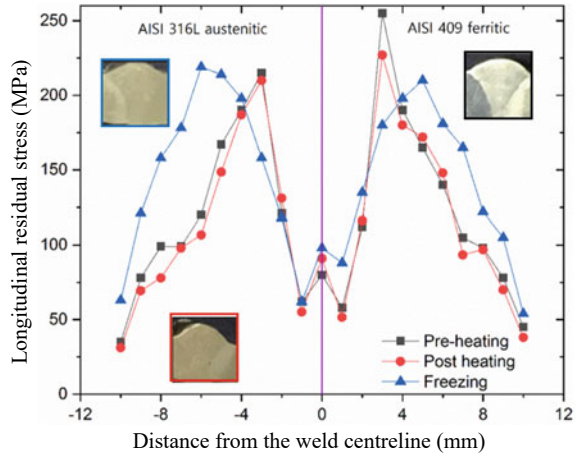 AISI 316L austenitic
AISI 409 ferritic
Longitudinal residual stress (MPa)
250
200
150
100
50
0
Pre-heating
Post heating
Freezing
-12
-8
-4
0
4
8
12
Distance from the weld centreline (mm)